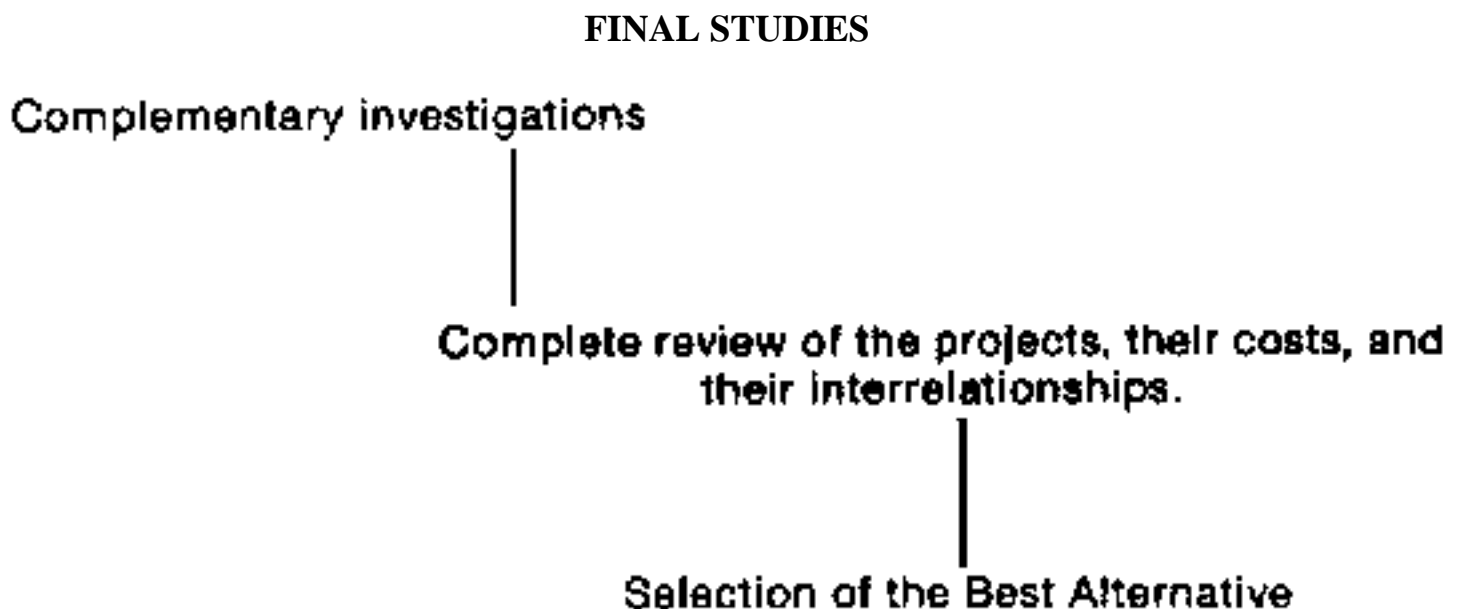 FINAL STUDIES
Complementary investigations
Complete review of the projects, their costs, and
their interrelationships.
Selection of the Best Alternative